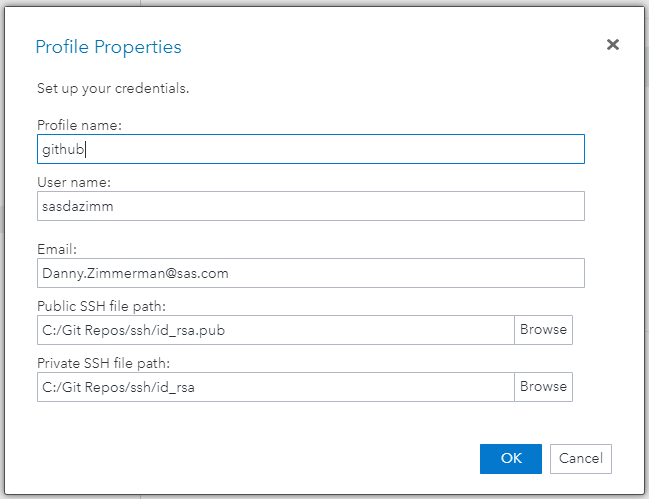 Profile Properties
Set up your credentials.
Profile name:
github
User name:
sasdazimm
Email:
Danny.Zimmerman@sas.com
Public SSH file path:
C:/Git Repos/ssh/id_rsa.pub Browse
Private SSH file path:
C:/Git Repos/ssh/id_rsa Browse
OK Cancel